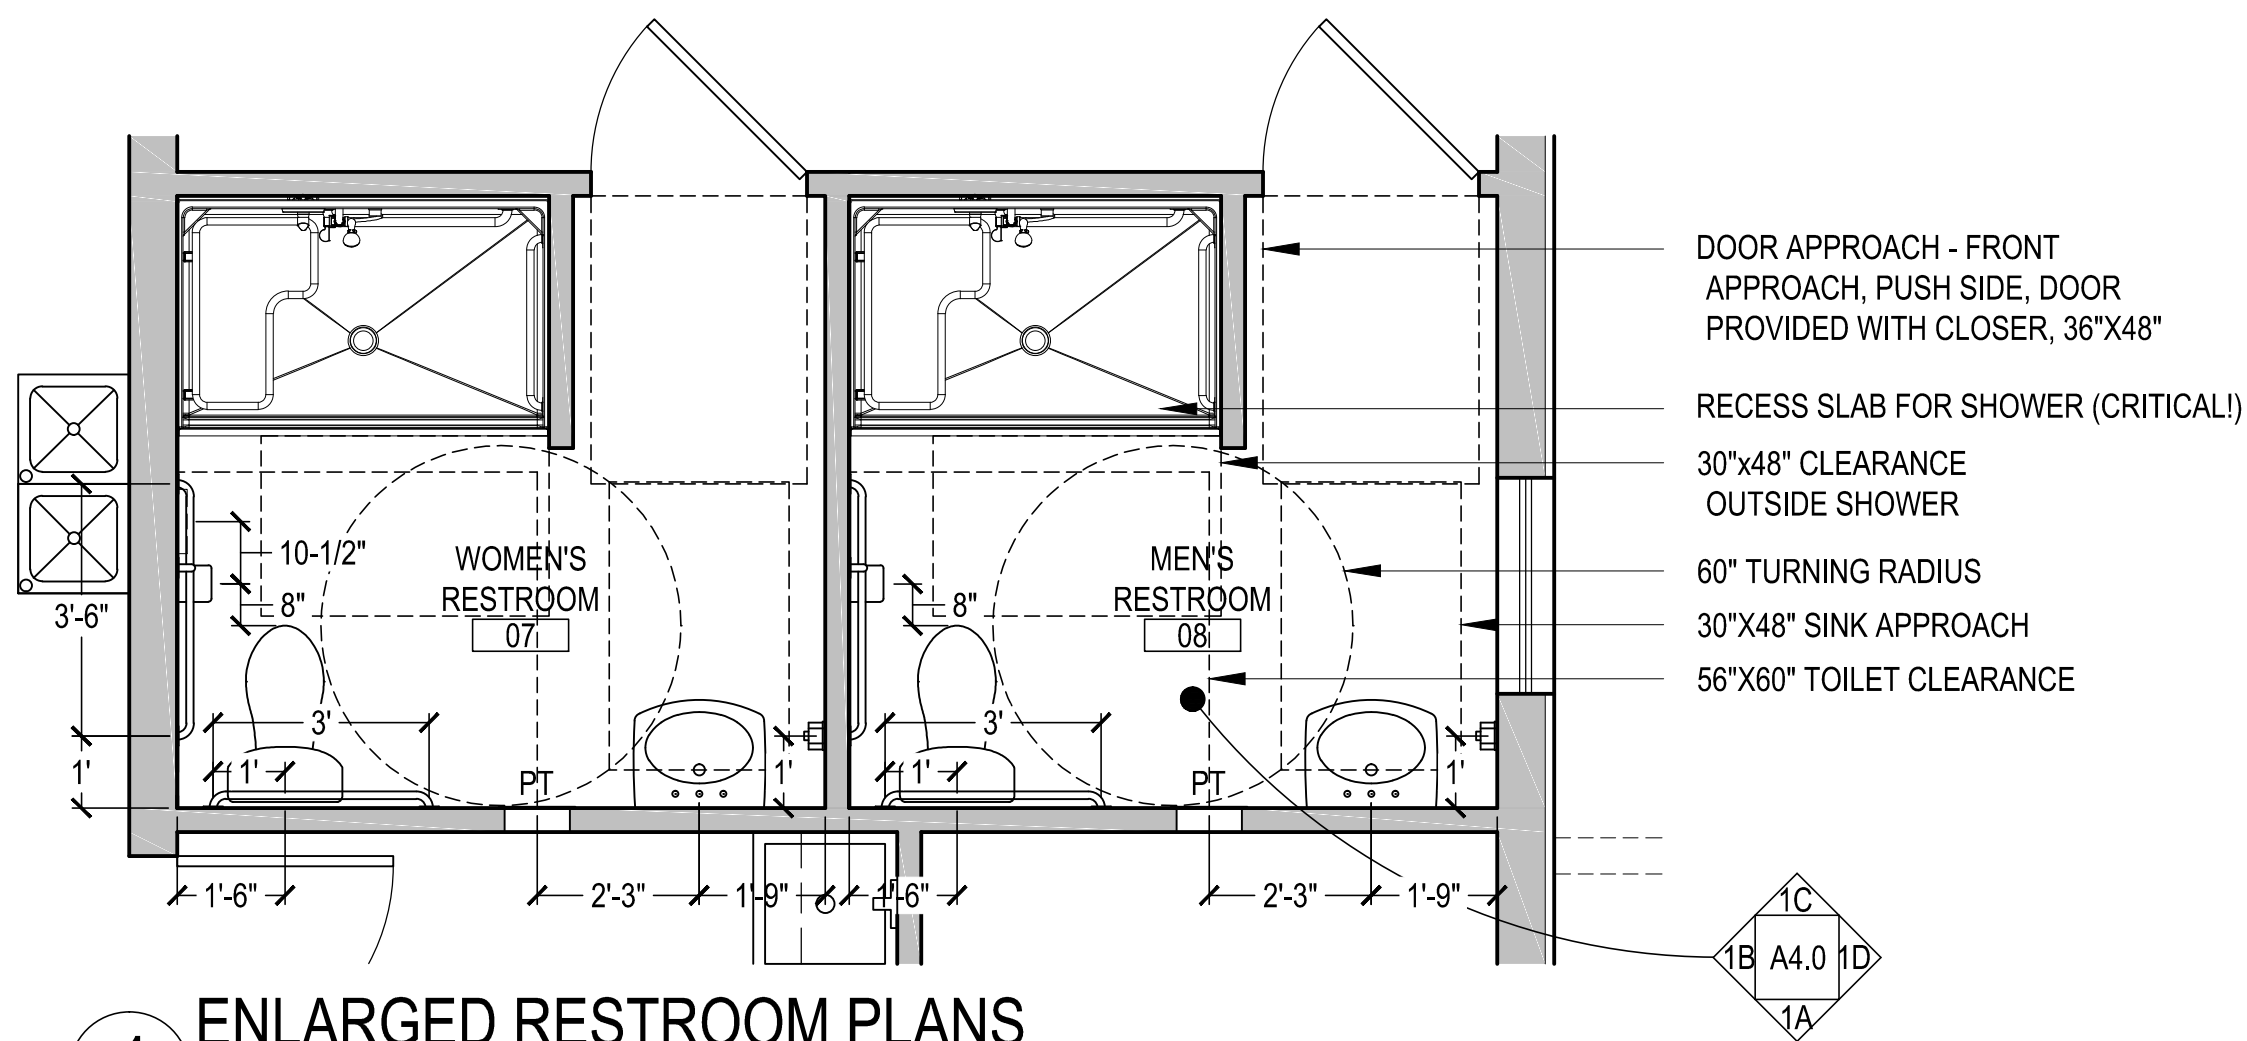 DOOR APPROACH - FRONT
APPROACH, PUSH SIDE, DOOR
PROVIDED WITH CLOSER, 36"X48"
RECESS SLAB FOR SHOWER (CRITICAL!)
30"x48" CLEARANCE
OUTSIDE SHOWER
60" TURNING RADIUS
30"X48" SINK APPROACH
56"X60" TOILET CLEARANCE
10-1/2"
8"
3'-6"
1'
WOMEN'S
RESTROOM
07
3'
1'
PT
1'
8"
MEN'S
RESTROOM
08
3'
1'
PT
1'
1'-6"
2'-3"
1'-9"
1'-6"
2'-3"
1'-9"
1C
1B A4.0 1D
1A
ENLARGED RESTROOM PLANS